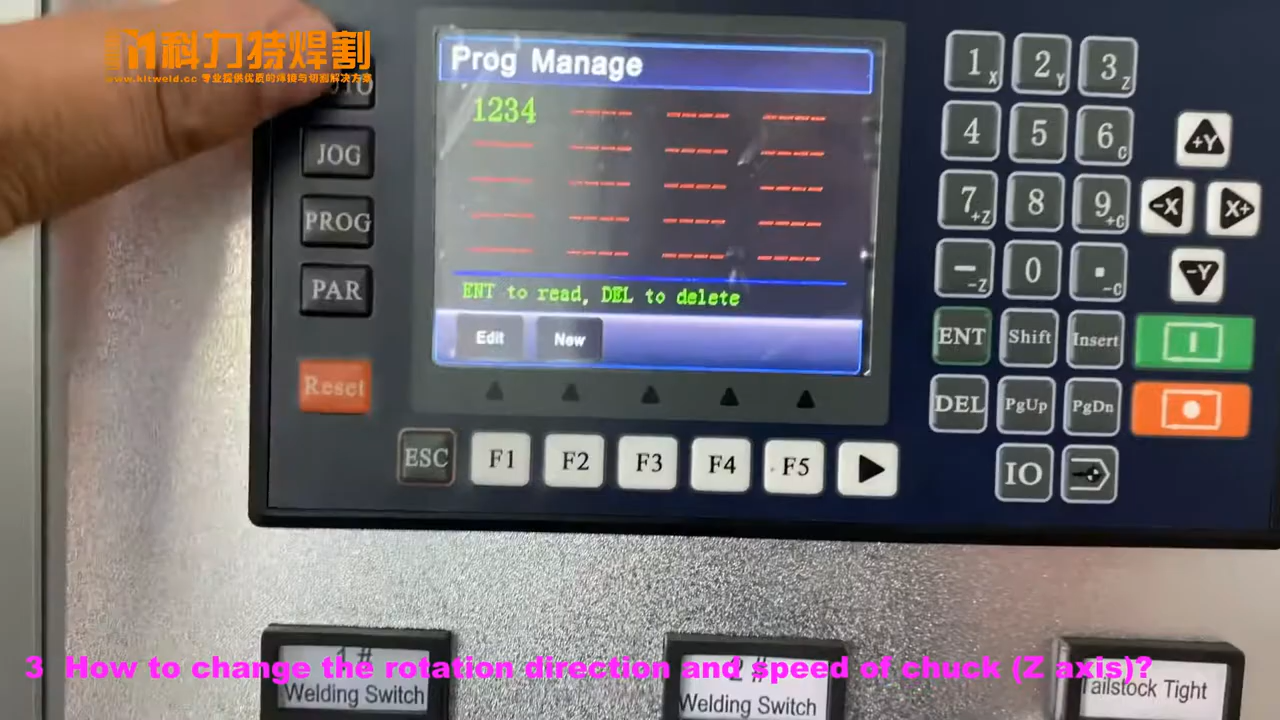 科力特焊割
www.kltweld.cc 专业提供优质的焊接与切割解决方案
JOG
PROG
PAR
Reset
Prog Manage
1234
ENT to read, DEL to delete
Edit New
ESC F1 F2 F3 F4 F5
1X 2Y 3Z
4 5 6C
7+Z 8 9+C
−-Z 0 .-C
ENT Shift Insert
DEL PgUp PgDn
IO
+Y
-X X+
-Y
3 How to change the rotation direction and speed of chuck (Z axis)?
1#
Welding Switch
Welding Switch
Tailstock Tight